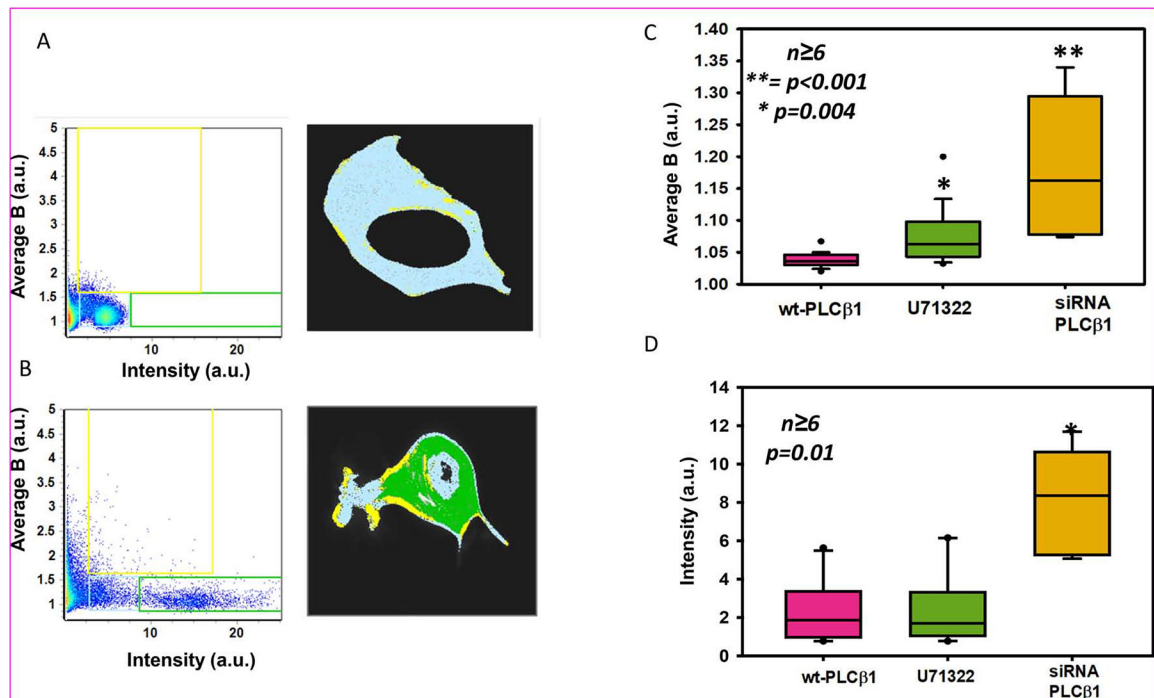 A
Average B (a.u.)
5
4.5
4
3.5
3
2.5
2
1.5
1
10
20
Intensity (a.u.)
B
Average B (a.u.)
5
4.5
4
3.5
3
2.5
2
1.5
1
10
20
Intensity (a.u.)
C
Average B (a.u.)
1.40
1.35
1.30
1.25
1.20
1.15
1.10
1.05
1.00
n≥6
**= p<0.001
* p=0.004
*
**
wt-PLCβ1
U71322
siRNA
PLCβ1
D
Intensity (a.u.)
14
12
10
8
6
4
2
0
n≥6
p=0.01
*
wt-PLCβ1
U71322
siRNA
PLCβ1